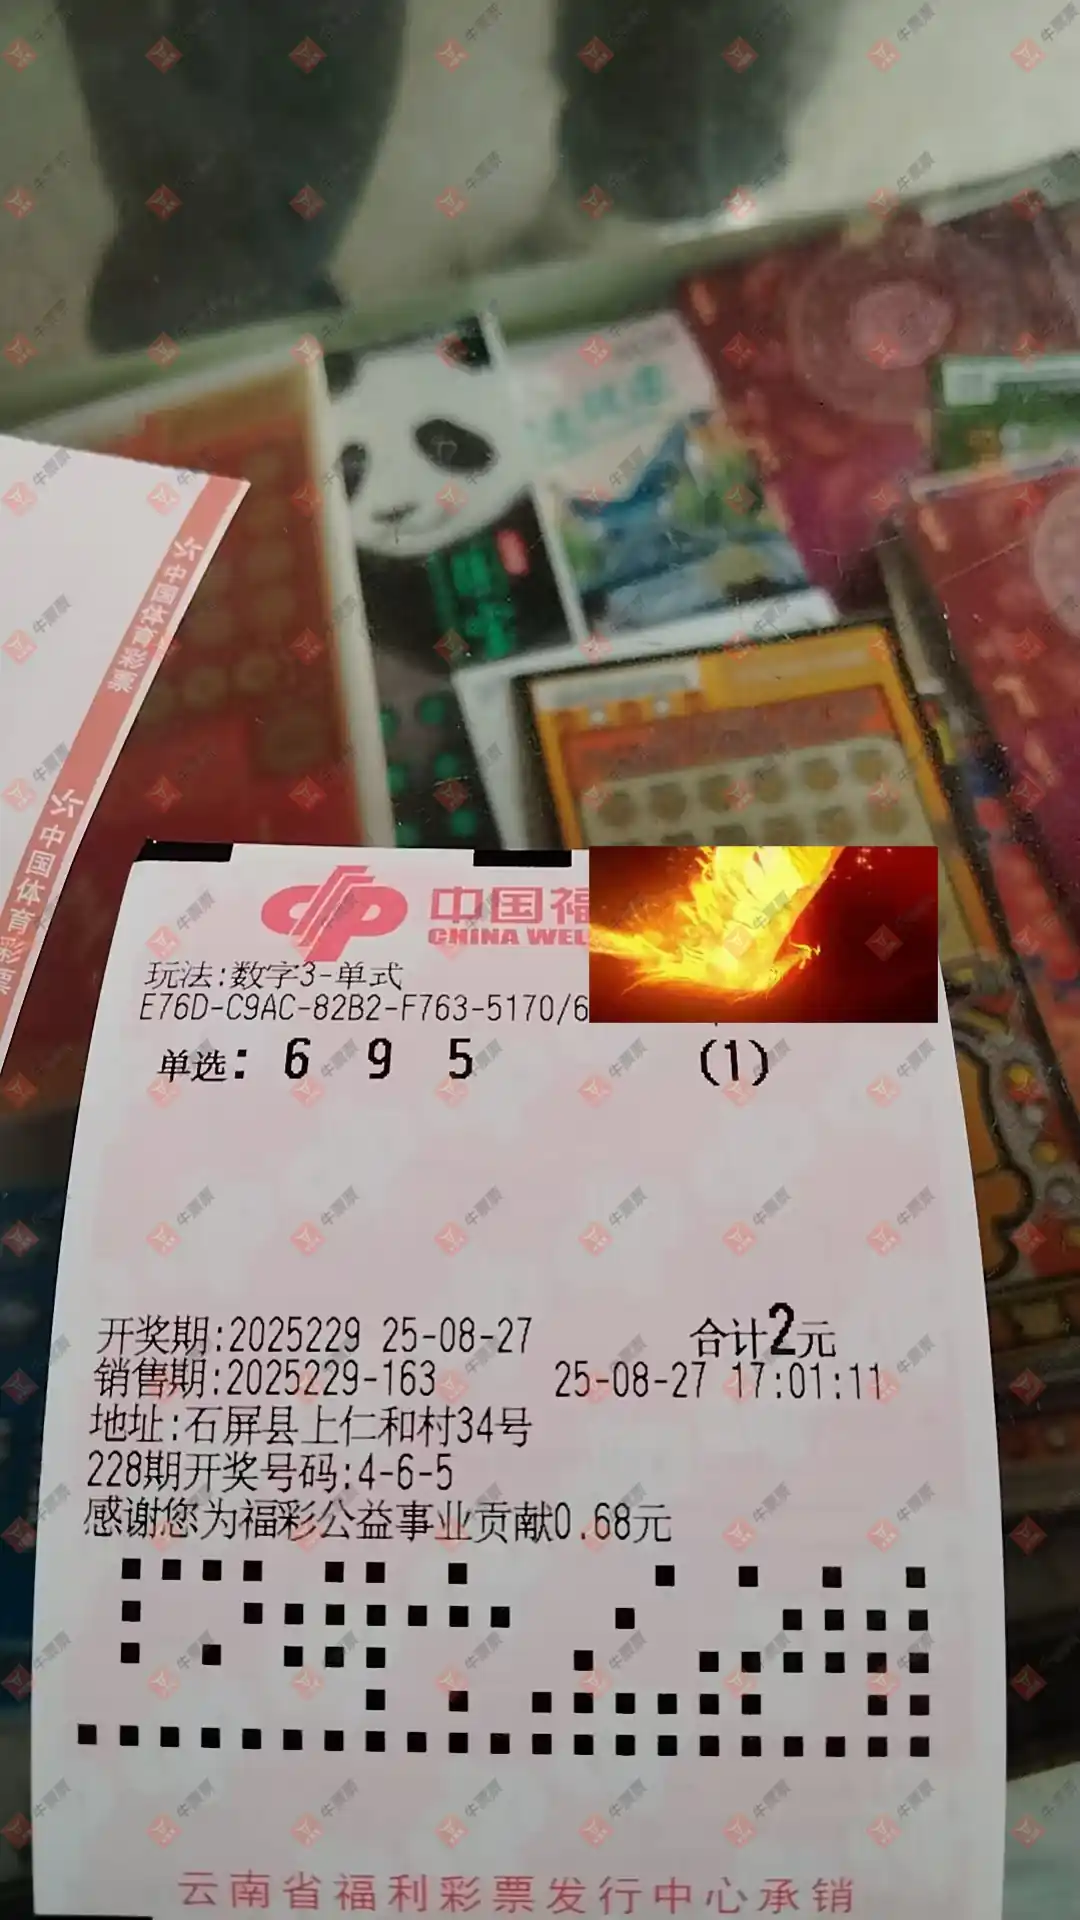 中国体育彩票
中国体育彩票
中国福
CHINA WEL
玩法:数字3-单式
E76D-C9AC-82B2-F763-5170/6
单选: 6 9 5 (1)
开奖期:2025229 25-08-27 合计2元
销售期:2025229-163 25-08-27 17:01:11
地址:石屏县上仁和村34号
228期开奖号码:4-6-5
感谢您为福彩公益事业贡献0.68元
云南省福利彩票发行中心承销
牛票票